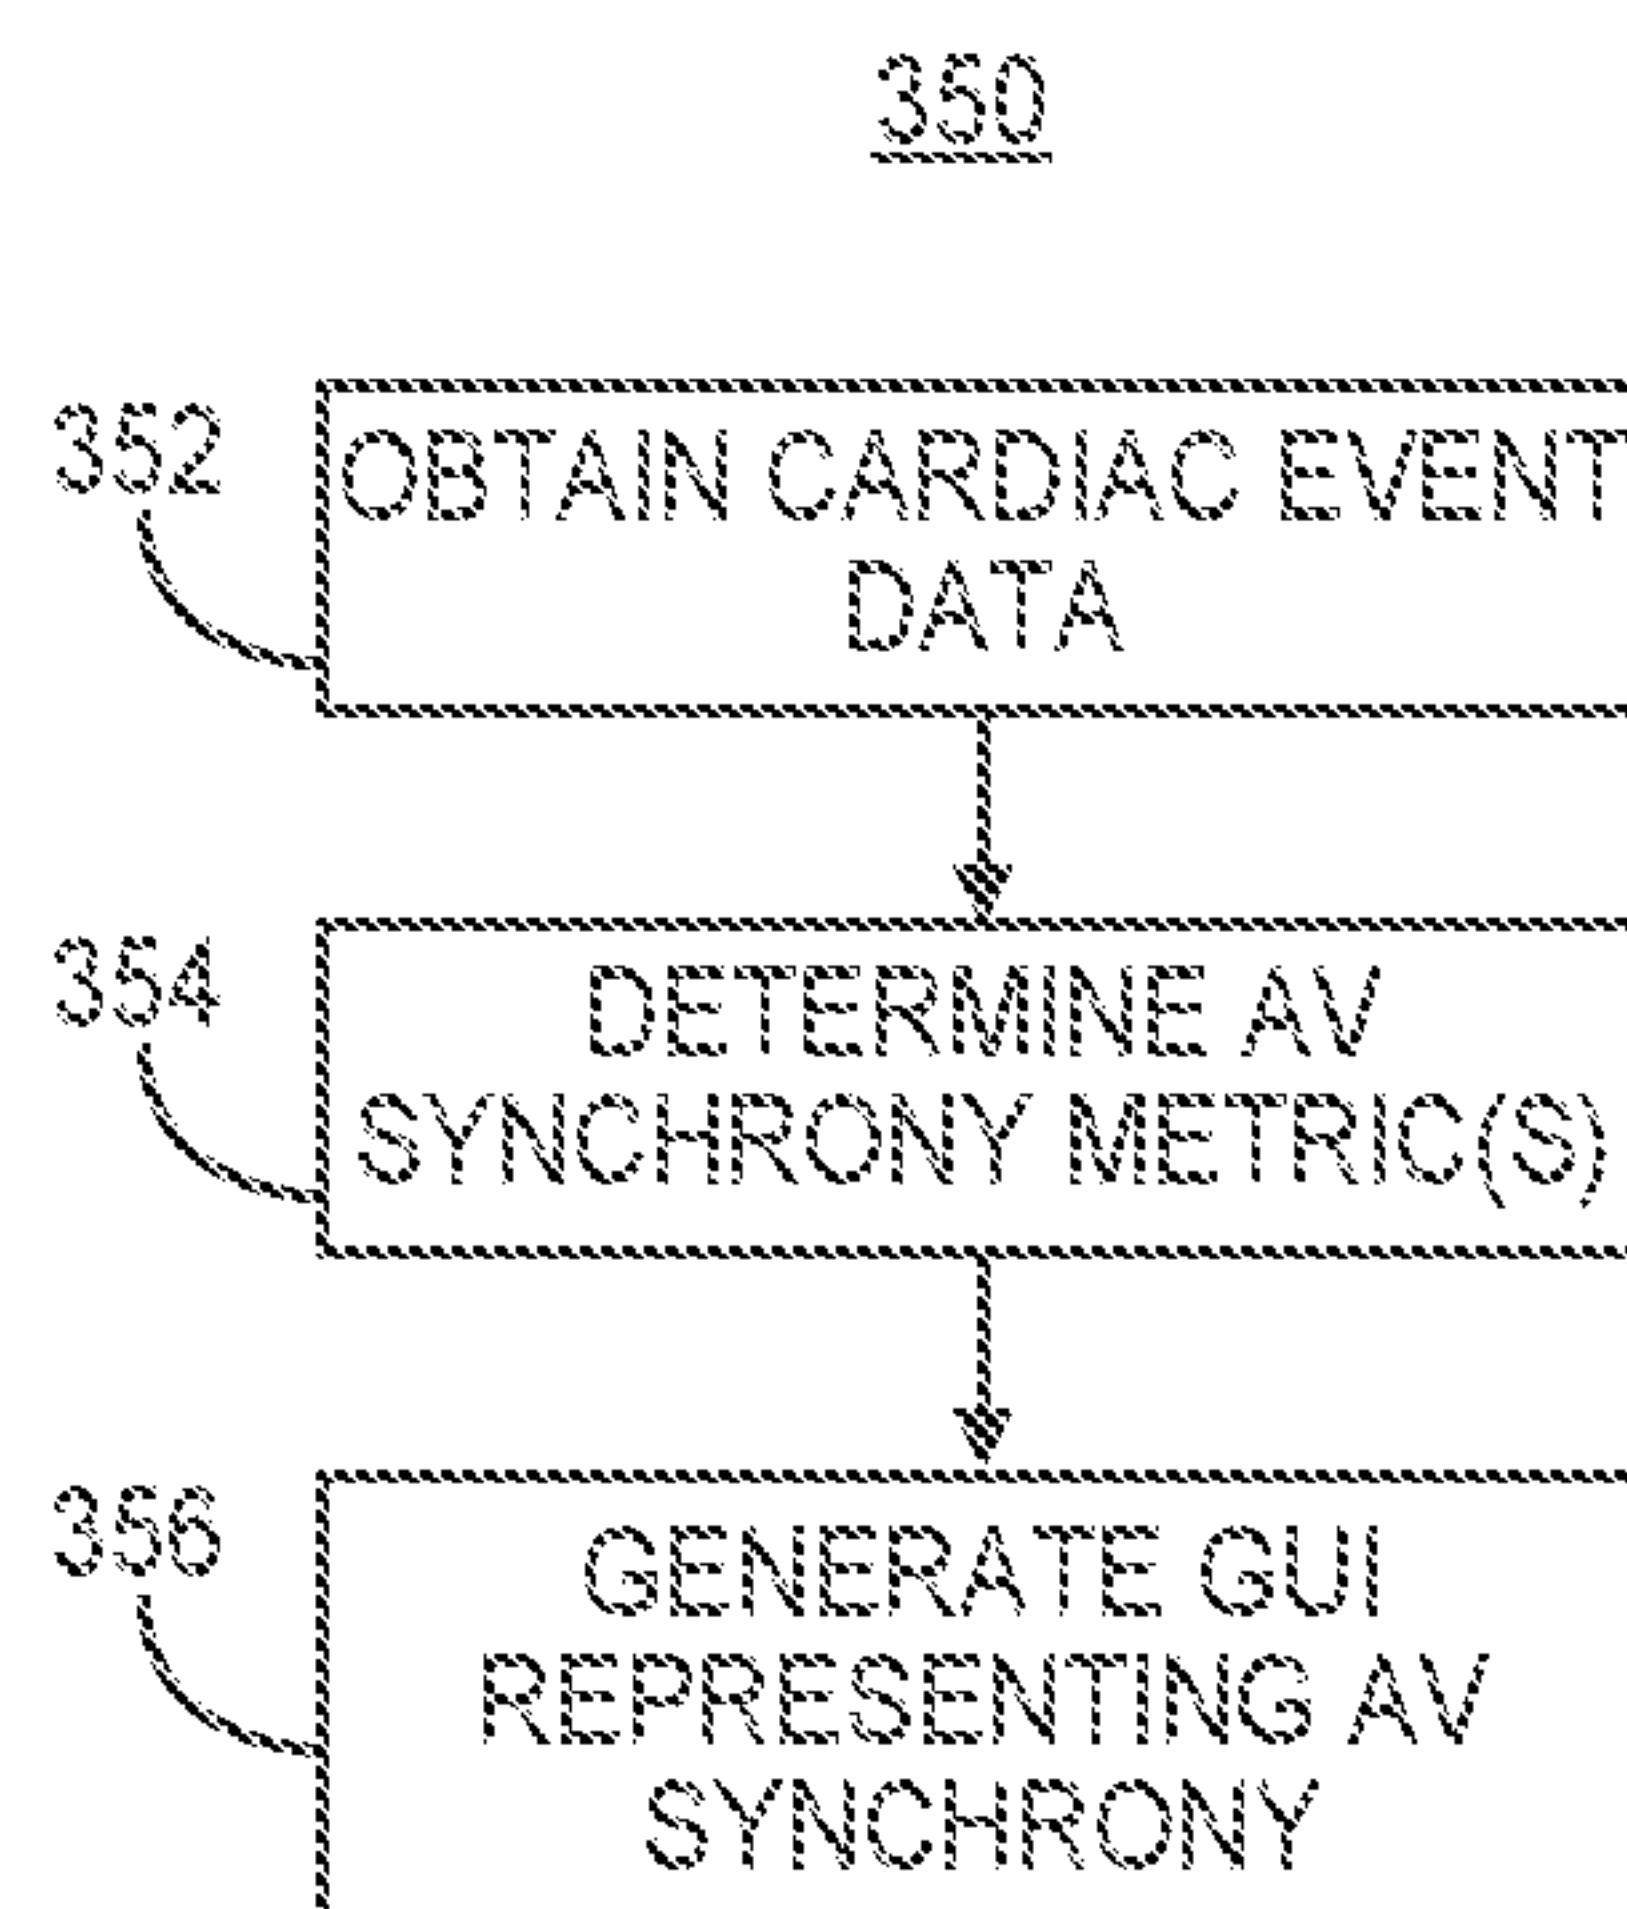 350
352
OBTAIN CARDIAC EVENT
DATA
354
DETERMINE AV
SYNCHRONY METRIC(S)
356
GENERATE GUI
REPRESENTING AV
SYNCHRONY